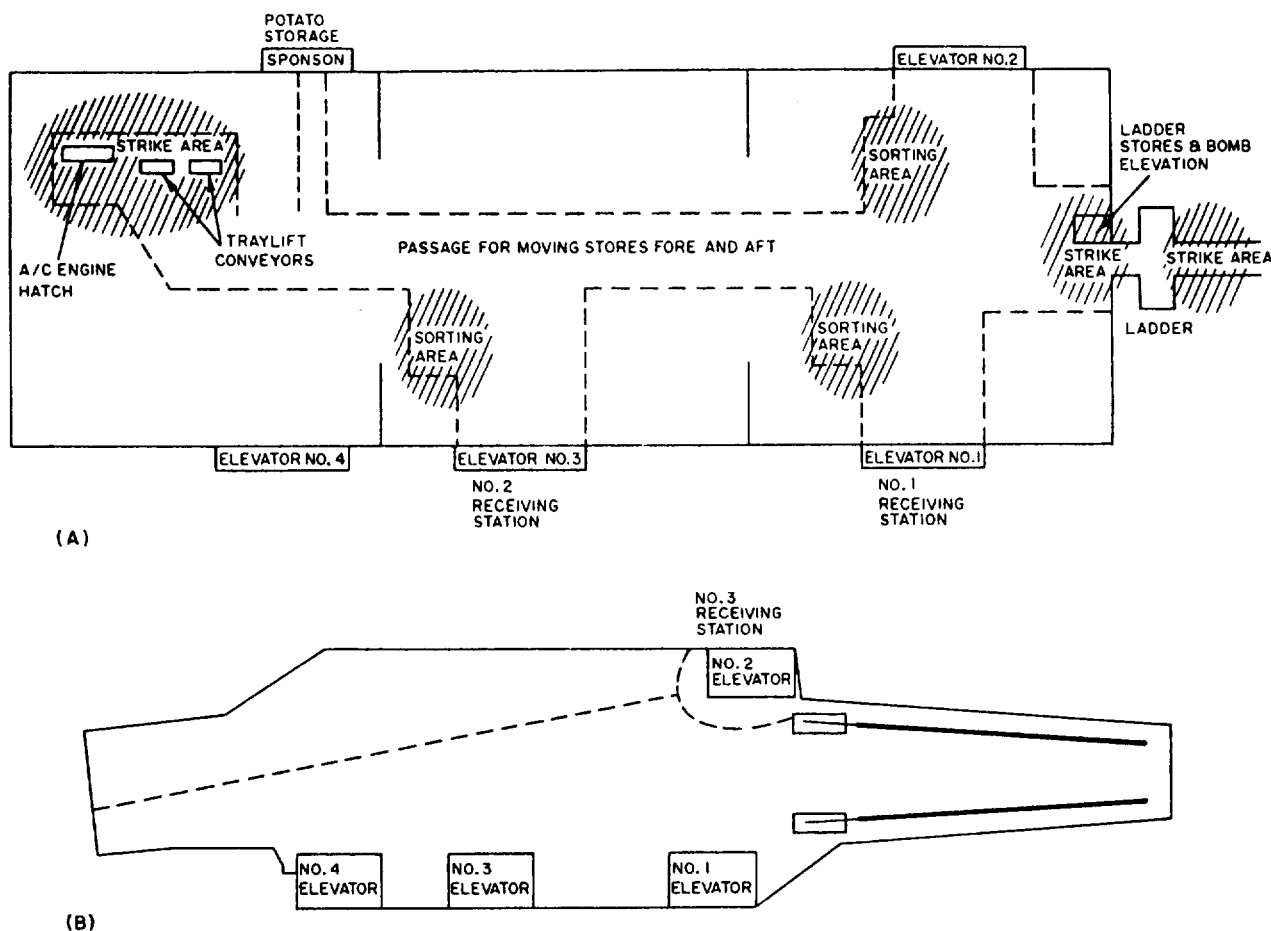 POTATO
STORAGE
SPONSON
ELEVATOR NO.2
STRIKE AREA
SORTING
AREA
LADDER
STORES & BOMB
ELEVATION
TRAYLIFT
CONVEYORS
A/C ENGINE
HATCH
PASSAGE FOR MOVING STORES FORE AND AFT
STRIKE
AREA
STRIKE AREA
LADDER
SORTING
AREA
SORTING
AREA
ELEVATOR NO. 4
ELEVATOR NO.3
ELEVATOR NO.1
NO.2
RECEIVING
STATION
NO. 1
RECEIVING
STATION
(A)
NO.3
RECEIVING
STATION
NO.2
ELEVATOR
NO.4
ELEVATOR
NO.3
ELEVATOR
NO.1
ELEVATOR
(B)